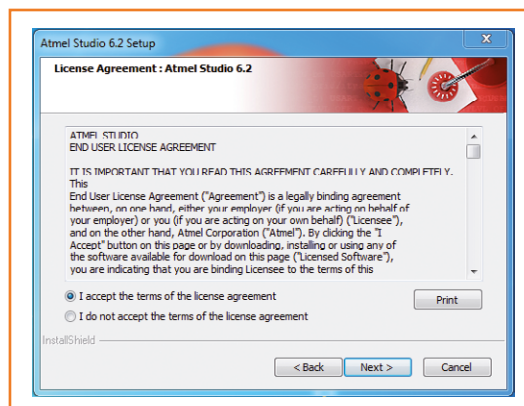 Atmel Studio 6.2 Setup
License Agreement : Atmel Studio 6.2
ATMEL STUDIO
END USER LICENSE AGREEMENT
IT IS IMPORTANT THAT YOU READ THIS AGREEMENT CAREFULLY AND COMPLETELY.
This
End User License Agreement ("Agreement") is a legally binding agreement
between, on one hand, either your employer (if you are acting on behalf of
your employer) or you (if you are acting on your own behalf) ("Licensee"),
and on the other hand, Atmel Corporation ("Atmel"). By clicking the "I
Accept" button on this page or by downloading, installing or using any of
the software available for download on this page ("Licensed Software"),
you are indicating that you are binding Licensee to the terms of this
I accept the terms of the license agreement
Print
I do not accept the terms of the license agreement
InstallShield
< Back Next > Cancel